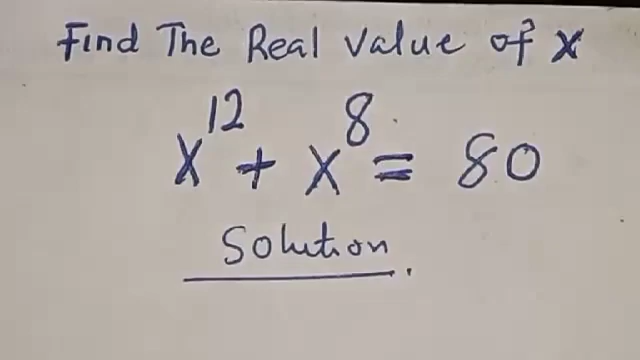 Find The Real Value of X
x¹² + x⁸ = 80
Solution.